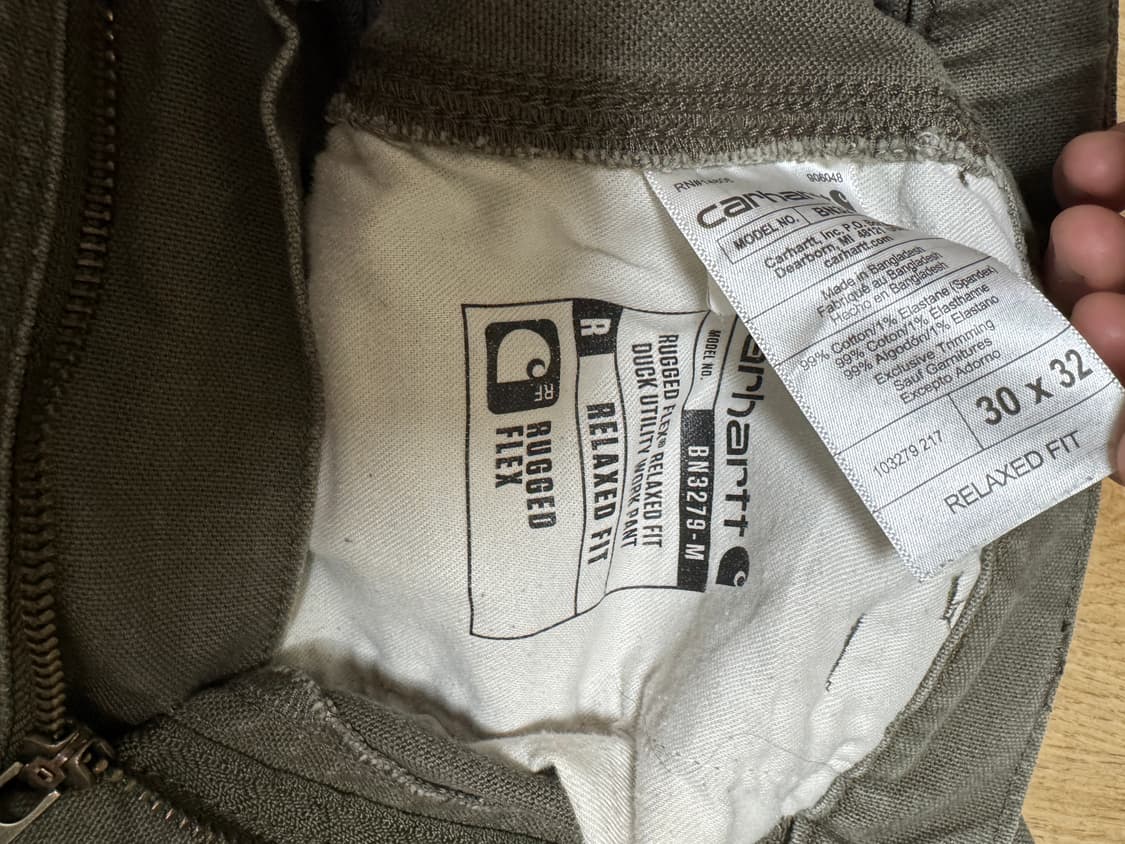 906048
carhartt
MODEL NO.
Carhartt, Inc. P.O.
Dearborn, MI 48121
carhartt.com
Made in Bangladesh
Fabriqué au Bangladesh
Hecho en Bangladesh
99% Cotton/1% Elastane (Spandex)
99% Coton/1% Élasthanne
99% Algodón/1% Elastano
Exclusive Trimming
Sauf Garnitures
Excepto Adorno
103279 217
30 x 32
RELAXED FIT
carhartt
MODEL NO. BN3279-M
RUGGED FLEX® RELAXED FIT
DUCK UTILITY WORK PANT
R RELAXED FIT
RF RUGGED
FLEX